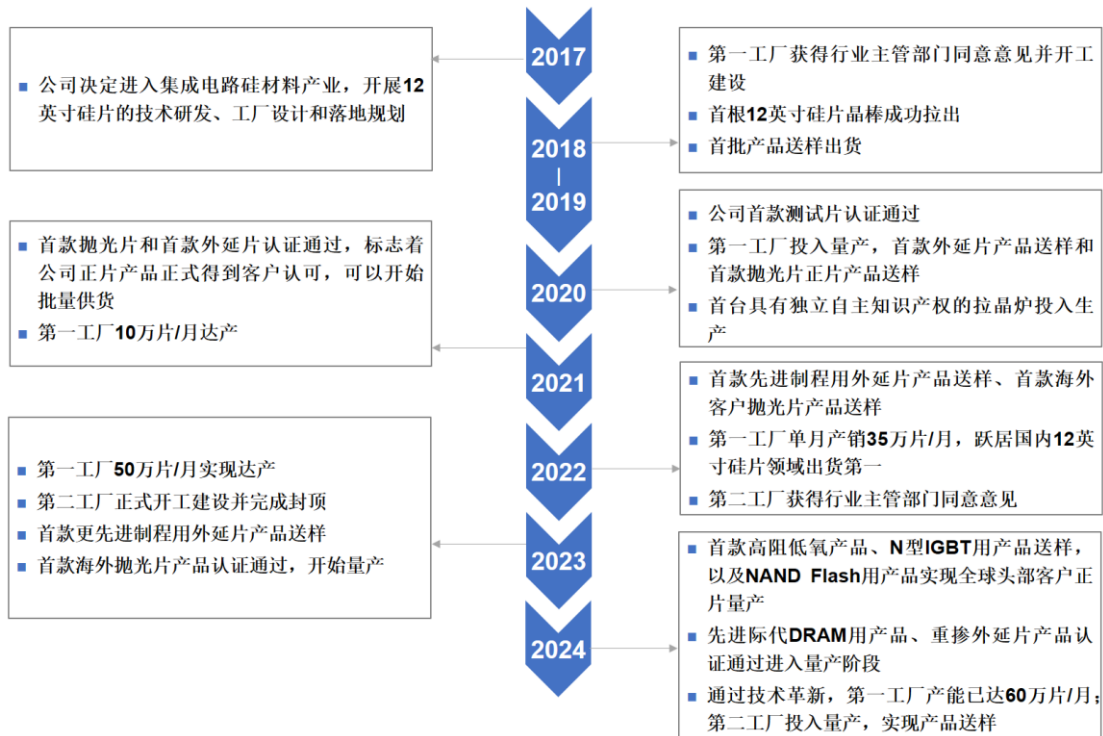 2017
公司决定进入集成电路硅材料产业，开展12
英寸硅片的技术研发、工厂设计和落地规划
2018
|
2019
第一工厂获得行业主管部门同意意见并开工
建设
首根12英寸硅片晶棒成功拉出
首批产品送样出货
2020
公司首款测试片认证通过
第一工厂投入量产，首款外延片产品送样和
首款抛光片正片产品送样
首台具有独立自主知识产权的拉晶炉投入生
产
2021
首款抛光片和首款外延片认证通过，标志着
公司正片产品正式得到客户认可，可以开始
批量供货
第一工厂10万片/月达产
2022
首款先进制程用外延片产品送样、首款海外
客户抛光片产品送样
第一工厂单月产销35万片/月，跃居国内12英
寸硅片领域出货第一
第二工厂获得行业主管部门同意意见
2023
第一工厂50万片/月实现达产
第二工厂正式开工建设并完成封顶
首款更先进制程用外延片产品送样
首款海外抛光片产品认证通过，开始量产
2024
首款高阻低氧产品、N型IGBT用产品送样，
以及NAND Flash用产品实现全球头部客户正
片量产
先进际代DRAM用产品、重掺外延片产品认
证通过进入量产阶段
通过技术革新，第一工厂产能已达60万片/月；
第二工厂投入量产，实现产品送样